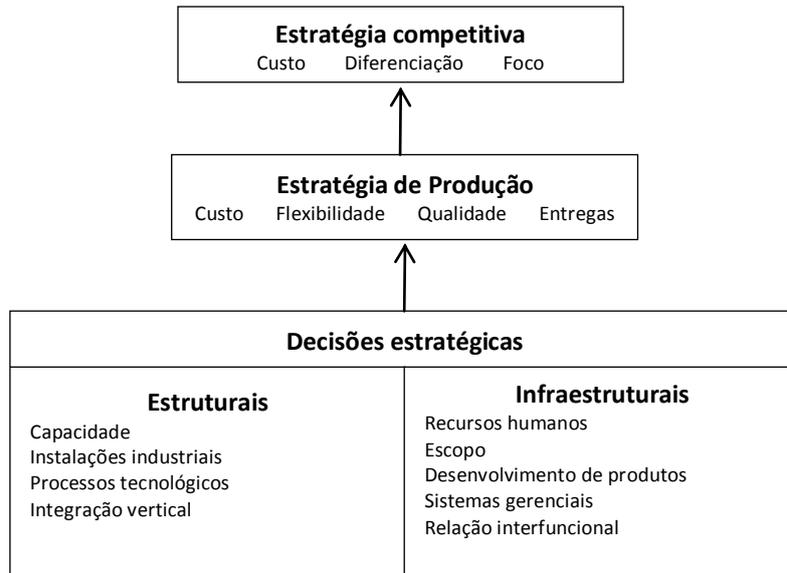 Estratégia competitiva
Custo Diferenciação Foco
Estratégia de Produção
Custo Flexibilidade Qualidade Entregas
Decisões estratégicas
Estruturais
Capacidade
Instalações industriais
Processos tecnológicos
Integração vertical
Infraestruturais
Recursos humanos
Escopo
Desenvolvimento de produtos
Sistemas gerenciais
Relação interfuncional